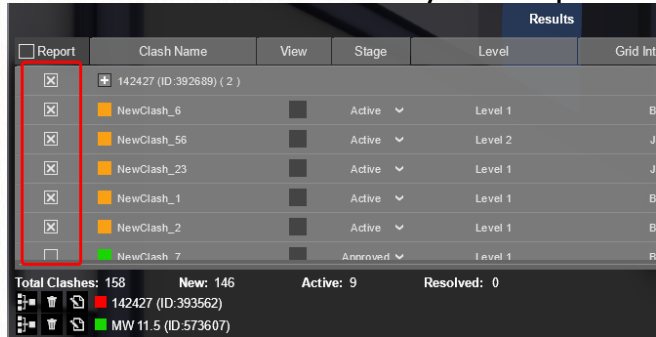 Results
Report Clash Name View Stage Level Grid Int
142427 (ID:392689) ( 2 )
NewClash_6 Active Level 1 B
NewClash_56 Active Level 2 J
NewClash_23 Active Level 1 J
NewClash_1 Active Level 1 B
NewClash_2 Active Level 1 B
NewClash_7 Approved Level 1 B
Total Clashes: 158 New: 146 Active: 9 Resolved: 0
142427 (ID:393562)
MW 11.5 (ID:573607)